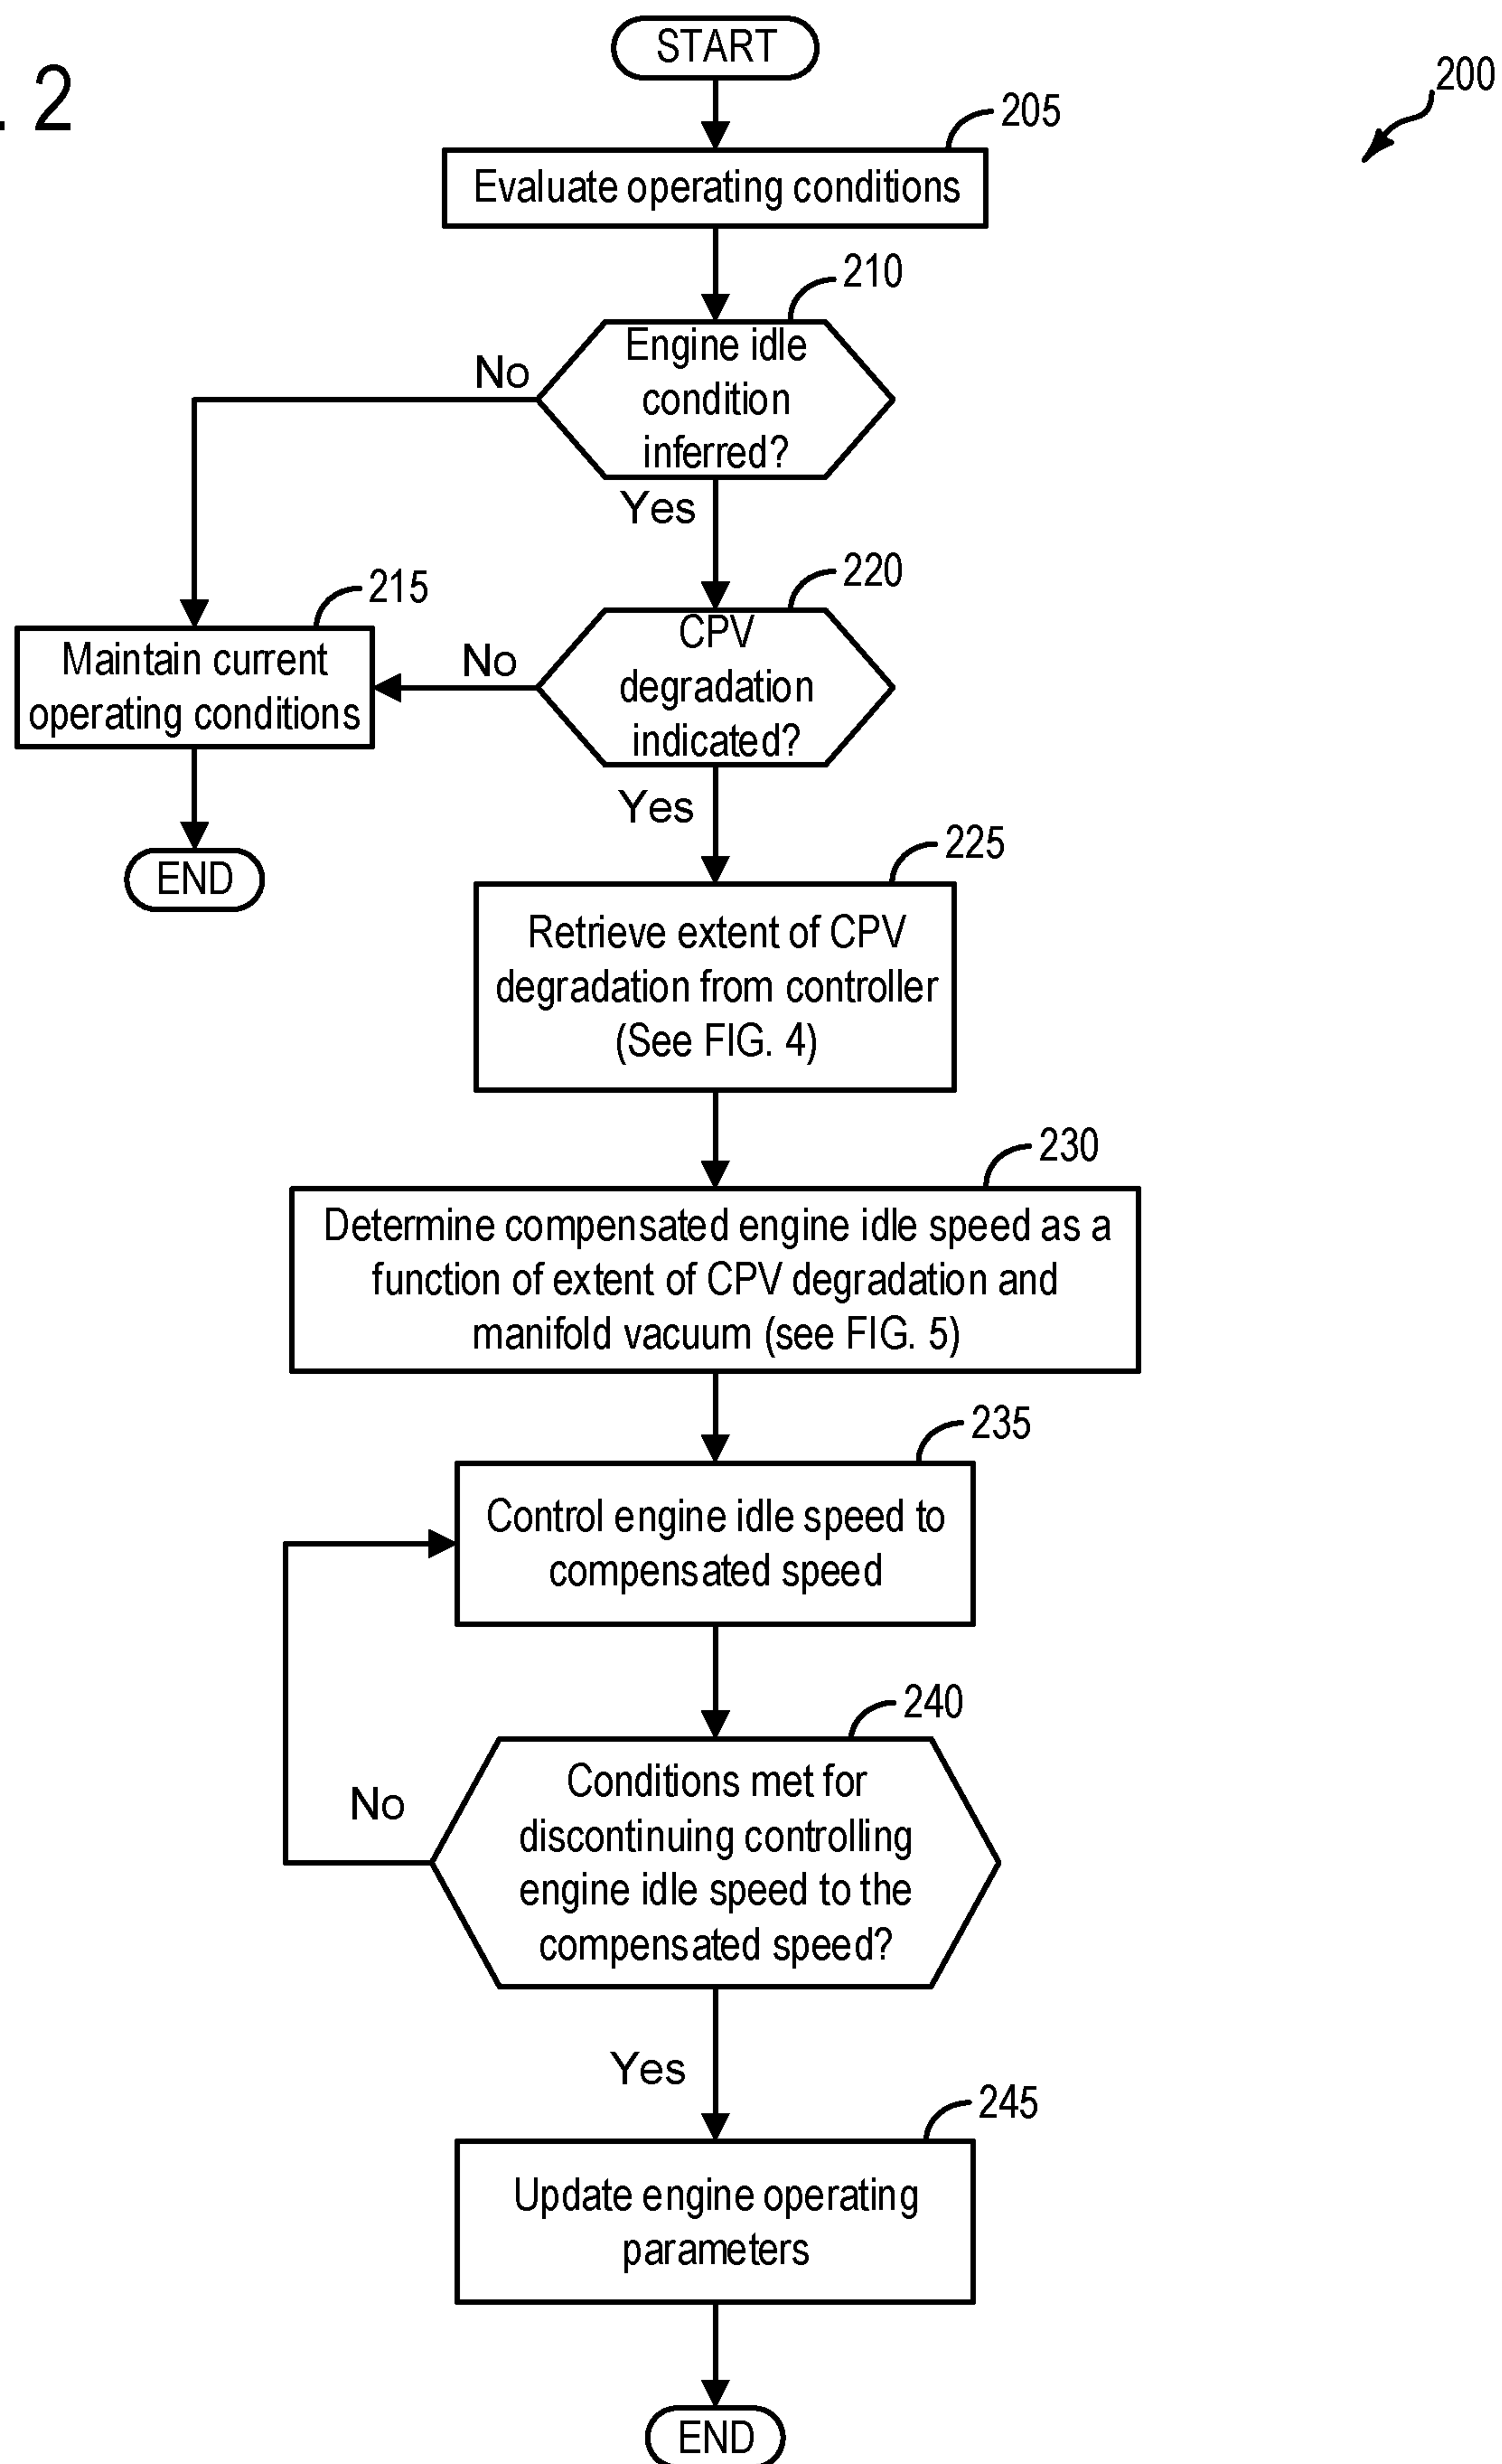 . 2
START
200
205
Evaluate operating conditions
210
Engine idle
condition
inferred?
No
Yes
215
220
Maintain current
operating conditions
No
CPV
degradation
indicated?
Yes
END
225
Retrieve extent of CPV
degradation from controller
(See FIG. 4)
230
Determine compensated engine idle speed as a
function of extent of CPV degradation and
manifold vacuum (see FIG. 5)
235
Control engine idle speed to
compensated speed
240
No
Conditions met for
discontinuing controlling
engine idle speed to the
compensated speed?
Yes
245
Update engine operating
parameters
END